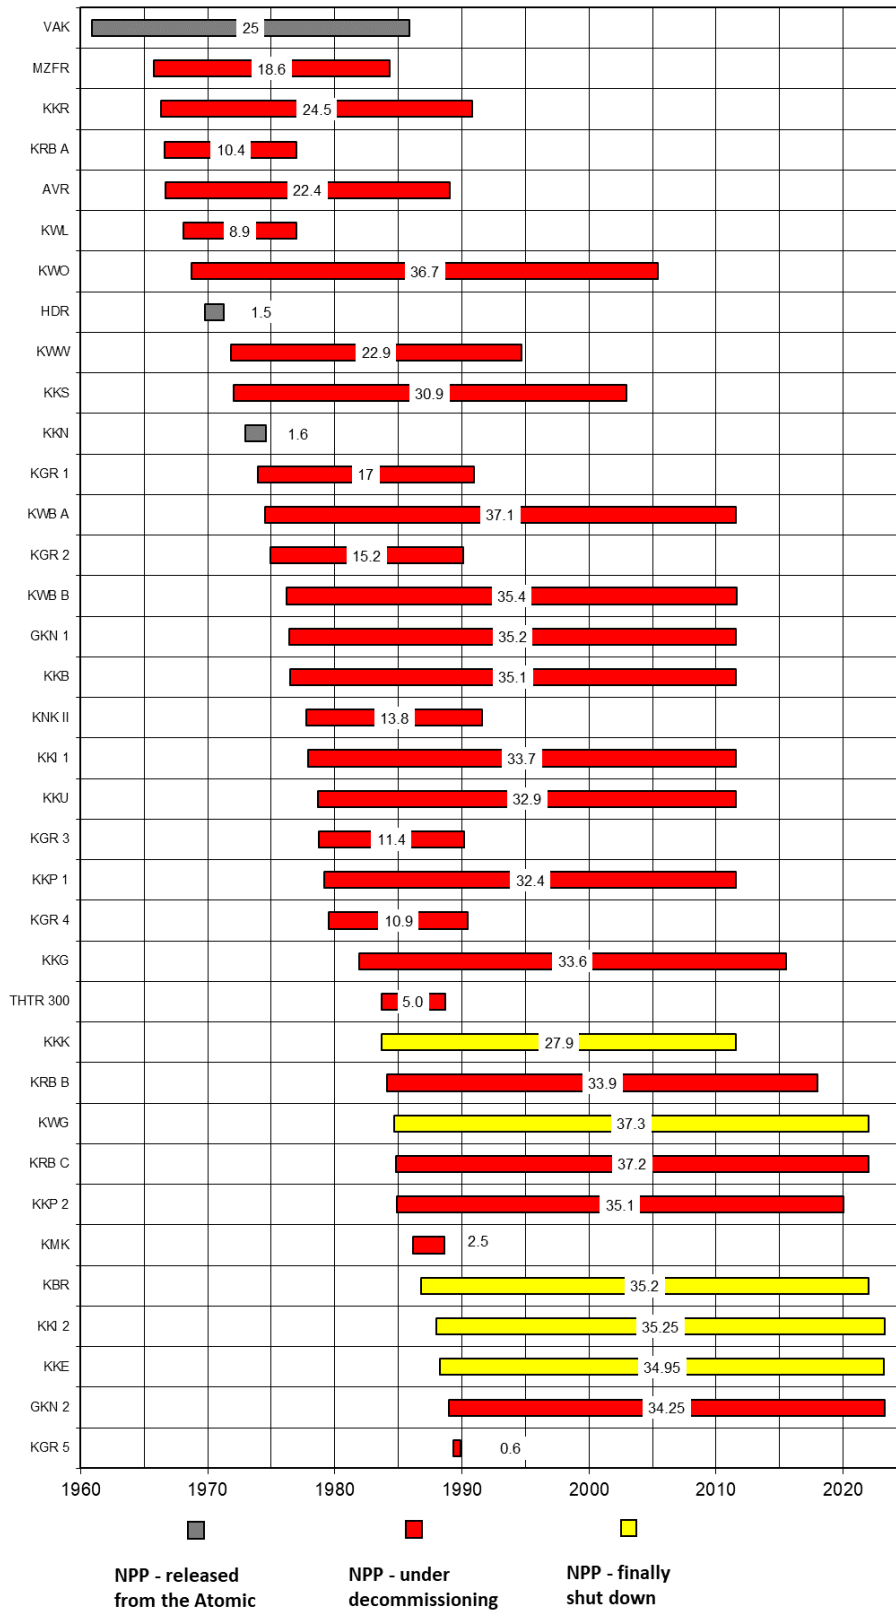 VAK 25
MZFR 18.6
KKR 24.5
KRB A 10.4
AVR 22.4
KWL 8.9
KWO 36.7
HDR 1.5
KWW 22.9
KKS 30.9
KKN 1.6
KGR 1 17
KWB A 37.1
KGR 2 15.2
KWB B 35.4
GKN 1 35.2
KKB 35.1
KNK II 13.8
KKI 1 33.7
KKU 32.9
KGR 3 11.4
KKP 1 32.4
KGR 4 10.9
KKG 33.6
THTR 300 5.0
KKK 27.9
KRB B 33.9
KWG 37.3
KRB C 37.2
KKP 2 35.1
KMK 2.5
KBR 35.2
KKI 2 35.25
KKE 34.95
GKN 2 34.25
KGR 5 0.6
1960 1970 1980 1990 2000 2010 2020
NPP - released
from the Atomic
NPP - under
decommissioning
NPP - finally
shut down